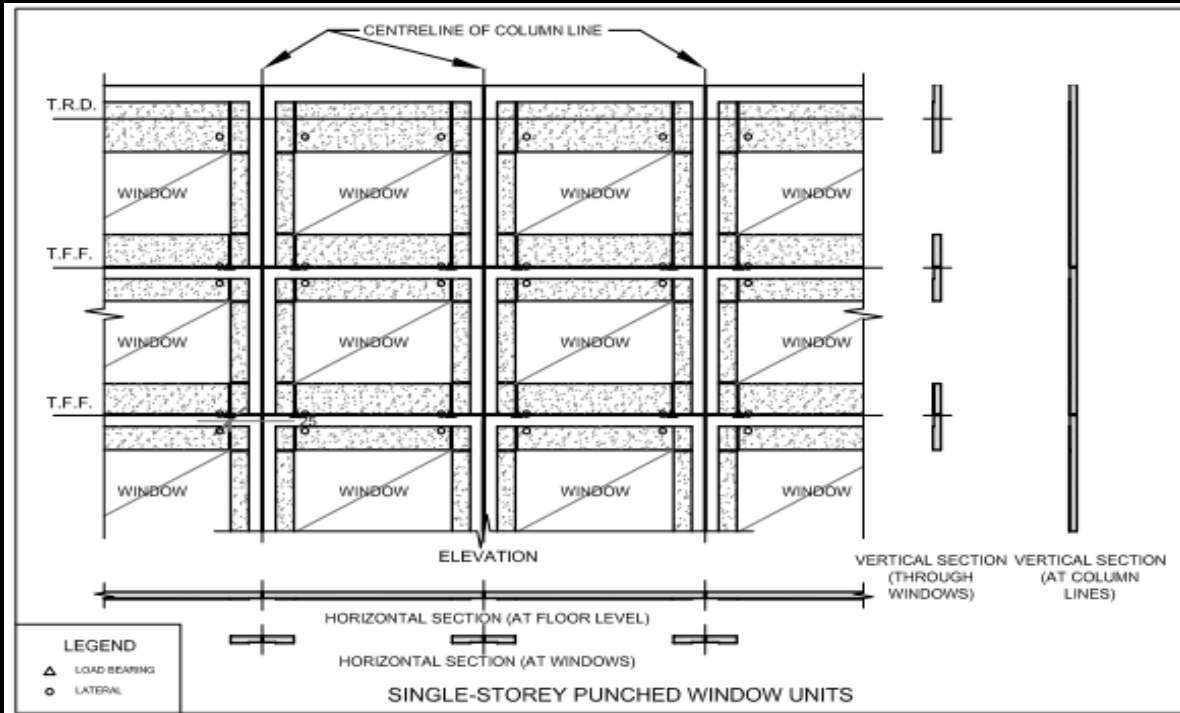 CENTRELINE OF COLUMN LINE
T.R.D.
WINDOW WINDOW WINDOW WINDOW
T.F.F.
WINDOW WINDOW WINDOW WINDOW
T.F.F.
25
WINDOW WINDOW WINDOW WINDOW
ELEVATION
VERTICAL SECTION
(THROUGH
WINDOWS)
VERTICAL SECTION
(AT COLUMN
LINES)
HORIZONTAL SECTION (AT FLOOR LEVEL)
HORIZONTAL SECTION (AT WINDOWS)
LEGEND
LOAD BEARING
LATERAL
SINGLE-STOREY PUNCHED WINDOW UNITS